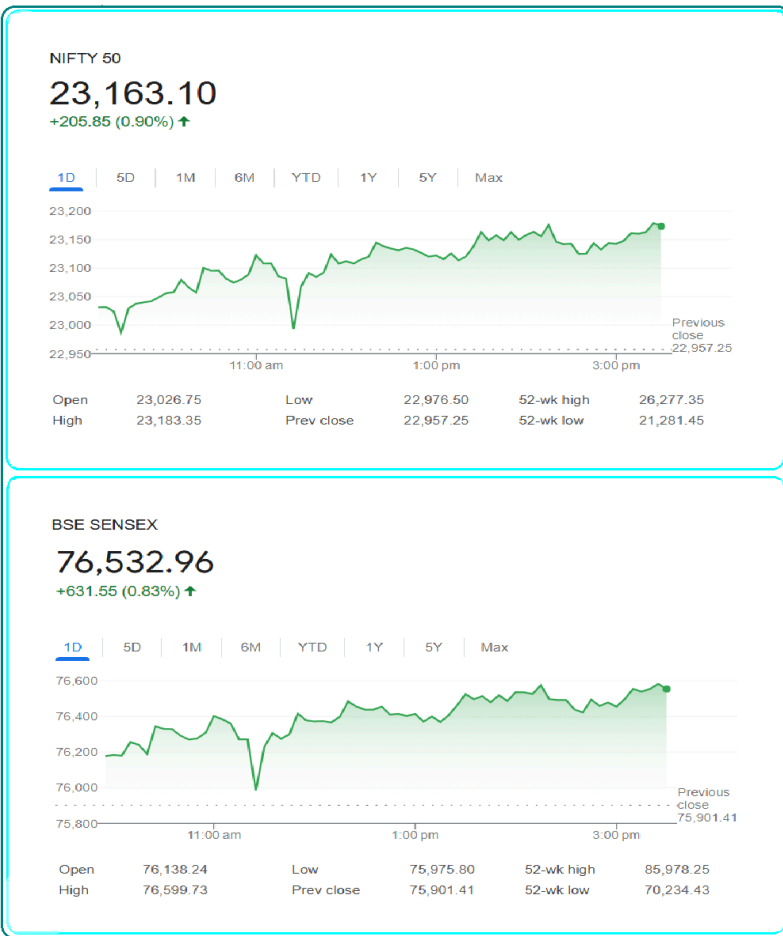 NIFTY 50
23,163.10
+205.85 (0.90%) ↑
1D 5D 1M 6M YTD 1Y 5Y Max
23,200
23,150
23,100
23,050
23,000
22,950
Previous
close
22,957.25
11:00 am 1:00 pm 3:00 pm
Open 23,026.75 Low 22,976.50 52-wk high 26,277.35
High 23,183.35 Prev close 22,957.25 52-wk low 21,281.45
BSE SENSEX
76,532.96
+631.55 (0.83%) ↑
1D 5D 1M 6M YTD 1Y 5Y Max
76,600
76,400
76,200
76,000
75,800
Previous
close
75,901.41
11:00 am 1:00 pm 3:00 pm
Open 76,138.24 Low 75,975.80 52-wk high 85,978.25
High 76,599.73 Prev close 75,901.41 52-wk low 70,234.43